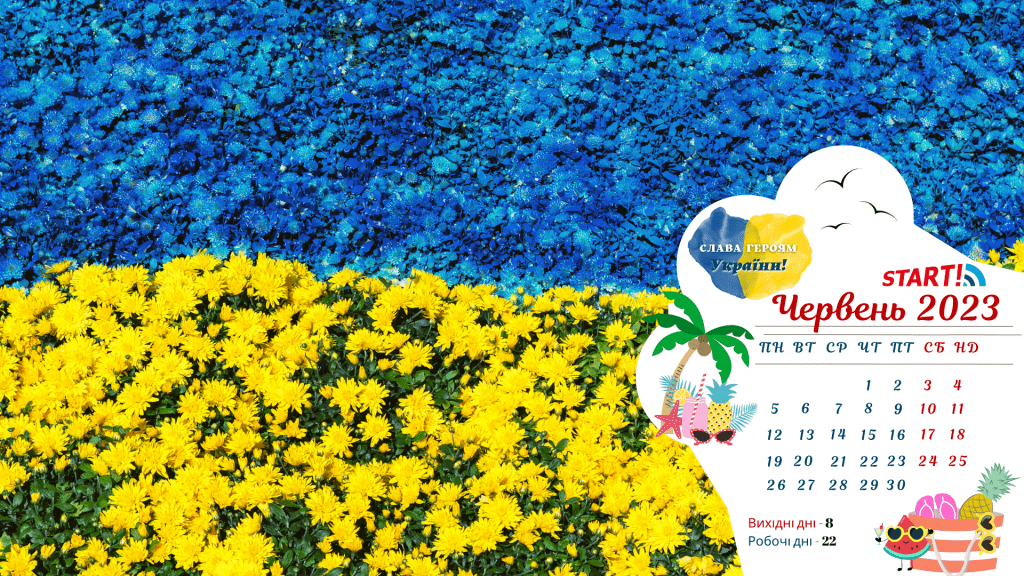 СЛАВА ГЕРОЯМ
України!
START!
Червень 2023
ПН ВТ СР ЧТ ПТ СБ НД
1 2 3 4
5 6 7 8 9 10 11
12 13 14 15 16 17 18
19 20 21 22 23 24 25
26 27 28 29 30
Вихідні дні - 8
Робочі дні - 22